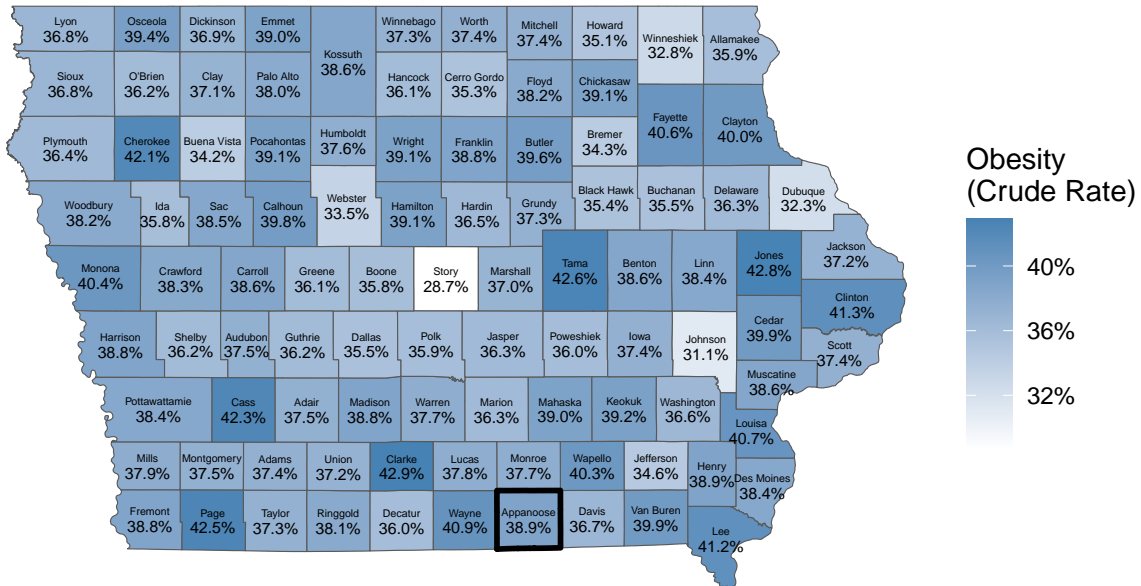 Lyon
36.8%
Osceola
39.4%
Dickinson
36.9%
Emmet
39.0%
Kossuth
38.6%
Winnebago
37.3%
Worth
37.4%
Mitchell
37.4%
Howard
35.1%
Winneshiek
32.8%
Allamakee
35.9%
Sioux
36.8%
O'Brien
36.2%
Clay
37.1%
Palo Alto
38.0%
Hancock
36.1%
Cerro Gordo
35.3%
Floyd
38.2%
Chickasaw
39.1%
Fayette
40.6%
Clayton
40.0%
Plymouth
36.4%
Cherokee
42.1%
Buena Vista
34.2%
Pocahontas
39.1%
Humboldt
37.6%
Wright
39.1%
Franklin
38.8%
Butler
39.6%
Bremer
34.3%
Woodbury
38.2%
Ida
35.8%
Sac
38.5%
Calhoun
39.8%
Webster
33.5%
Hamilton
39.1%
Hardin
36.5%
Grundy
37.3%
Black Hawk
35.4%
Buchanan
35.5%
Delaware
36.3%
Dubuque
32.3%
Monona
40.4%
Crawford
38.3%
Carroll
38.6%
Greene
36.1%
Boone
35.8%
Story
28.7%
Marshall
37.0%
Tama
42.6%
Benton
38.6%
Linn
38.4%
Jones
42.8%
Jackson
37.2%
Clinton
41.3%
Harrison
38.8%
Shelby
36.2%
Audubon
37.5%
Guthrie
36.2%
Dallas
35.5%
Polk
35.9%
Jasper
36.3%
Poweshiek
36.0%
Iowa
37.4%
Johnson
31.1%
Cedar
39.9%
Scott
37.4%
Muscatine
38.6%
Pottawattamie
38.4%
Cass
42.3%
Adair
37.5%
Madison
38.8%
Warren
37.7%
Marion
36.3%
Mahaska
39.0%
Keokuk
39.2%
Washington
36.6%
Louisa
40.7%
Mills
37.9%
Montgomery
37.5%
Adams
37.4%
Union
37.2%
Clarke
42.9%
Lucas
37.8%
Monroe
37.7%
Wapello
40.3%
Jefferson
34.6%
Henry
38.9%
Des Moines
38.4%
Fremont
38.8%
Page
42.5%
Taylor
37.3%
Ringgold
38.1%
Decatur
36.0%
Wayne
40.9%
Appanoose
38.9%
Davis
36.7%
Van Buren
39.9%
Lee
41.2%
Obesity
(Crude Rate)
40%
36%
32%